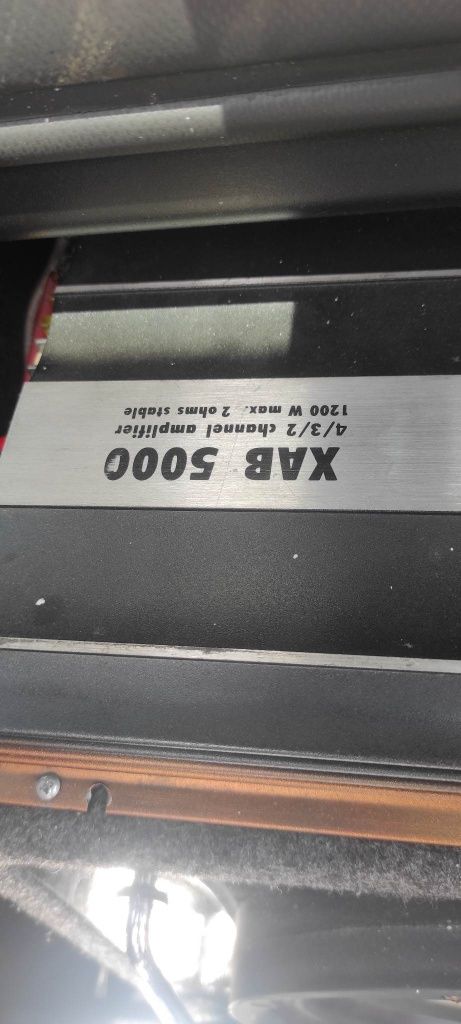 XAB 5000
4/3/2 channel amplifier
1200 W max. 2 ohms stable